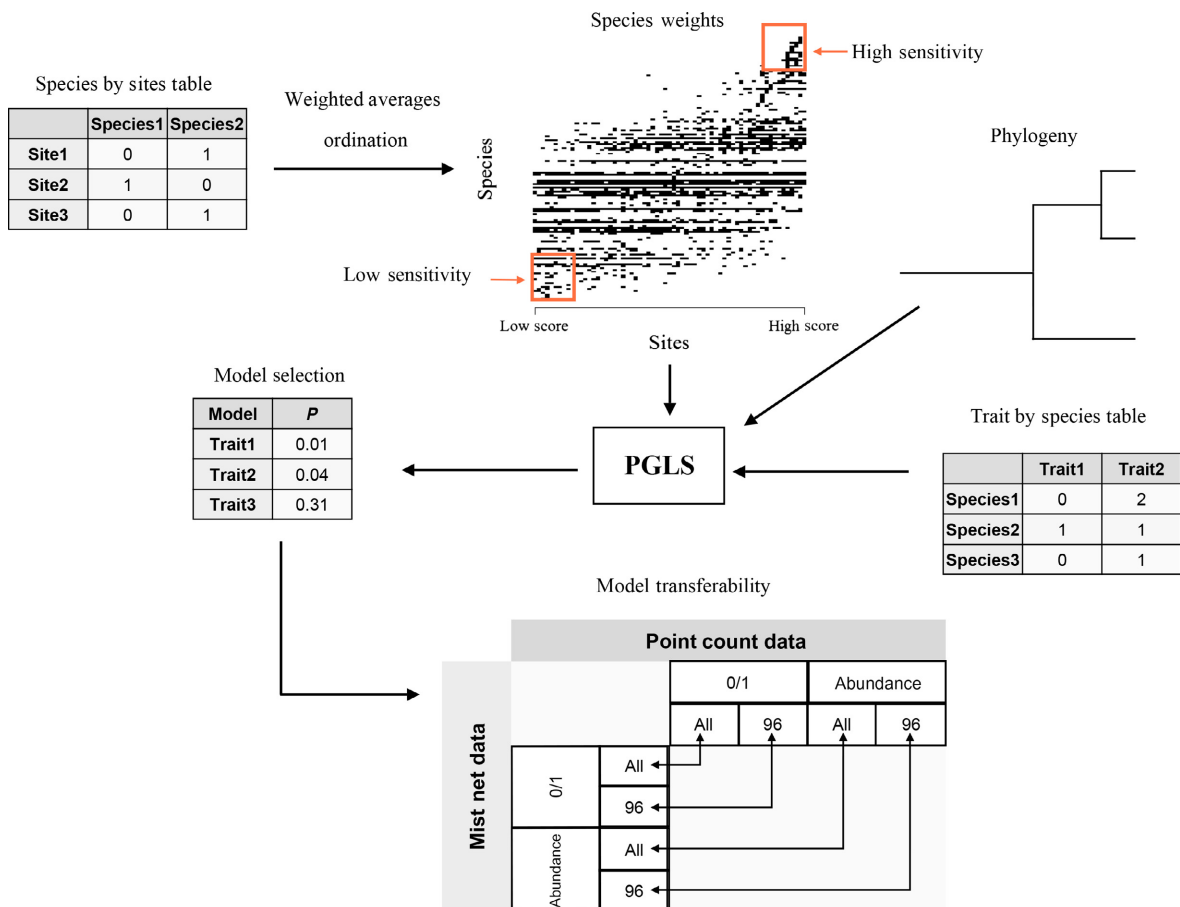 Species weights
High sensitivity
Species by sites table
Species1 Species2
Site1 0 1
Site2 1 0
Site3 0 1
Weighted averages
ordination
Species
Low sensitivity
Low score High score
Sites
Phylogeny
Model selection
Model P
Trait1 0.01
Trait2 0.04
Trait3 0.31
PGLS
Trait by species table
Trait1 Trait2
Species1 0 2
Species2 1 1
Species3 0 1
Model transferability
Point count data
0/1 Abundance
All 96 All 96
Mist net data
0/1
All
96
Abundance
All
96